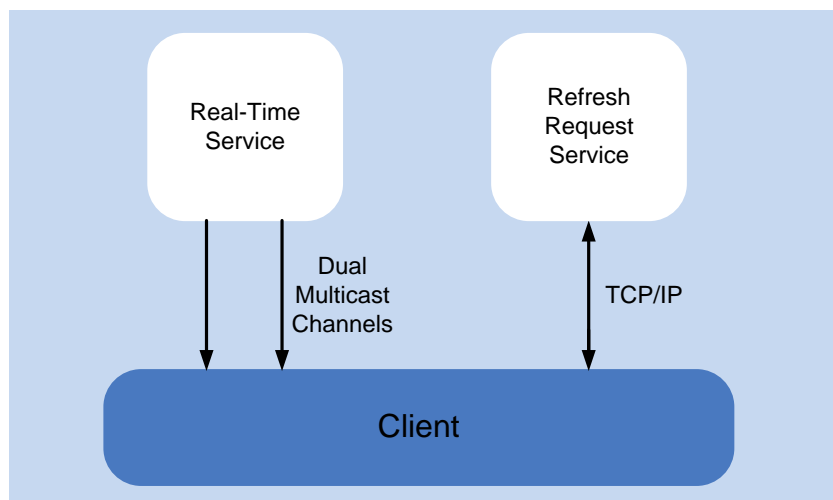 Real-Time
Service
Refresh
Request
Service
Dual
Multicast
Channels
TCP/IP
Client